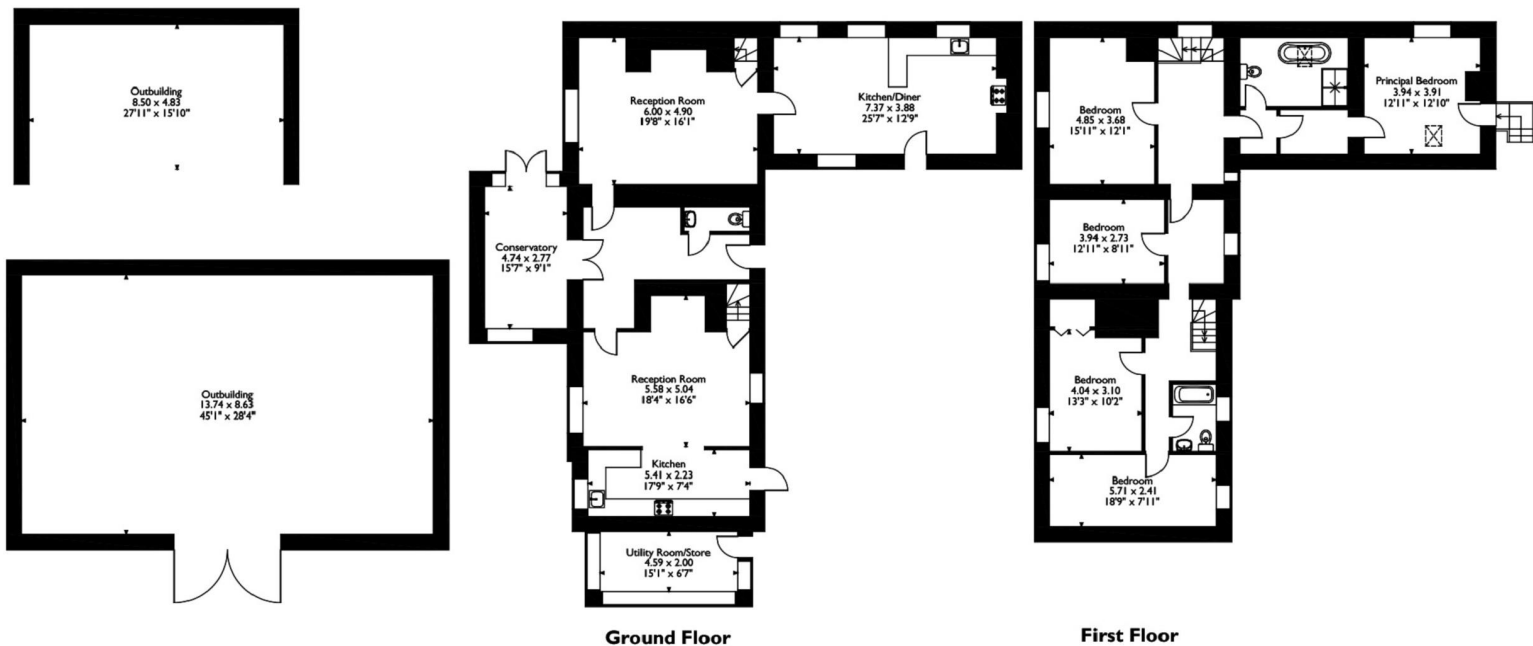 Outbuilding
8.50 x 4.83
27'11" x 15'10"
Outbuilding
13.74 x 8.63
45'1" x 28'4"
Reception Room
6.00 x 4.90
19'8" x 16'1"
Kitchen/Diner
7.37 x 3.88
25'7" x 12'9"
Conservatory
4.74 x 2.77
15'7" x 9'1"
Reception Room
5.58 x 5.04
18'4" x 16'6"
Kitchen
5.41 x 2.23
17'9" x 7'4"
Utility Room/Store
4.59 x 2.00
15'1" x 6'7"
Ground Floor
Bedroom
4.85 x 3.68
15'11" x 12'1"
Principal Bedroom
3.94 x 3.91
12'11" x 12'10"
Bedroom
3.94 x 2.73
12'11" x 8'11"
Bedroom
4.04 x 3.10
13'3" x 10'2"
Bedroom
5.71 x 2.41
18'9" x 7'11"
First Floor